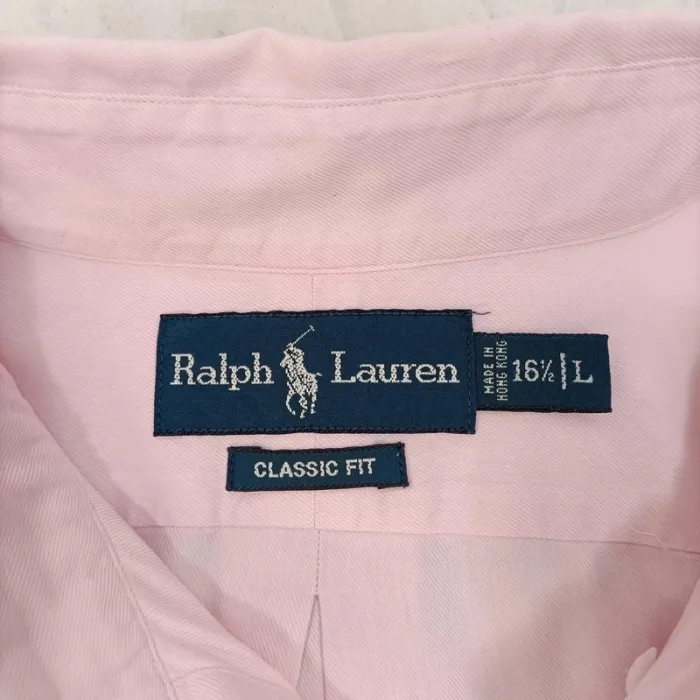 Ralph Lauren
MADE IN
HONG KONG
16½ L
CLASSIC FIT